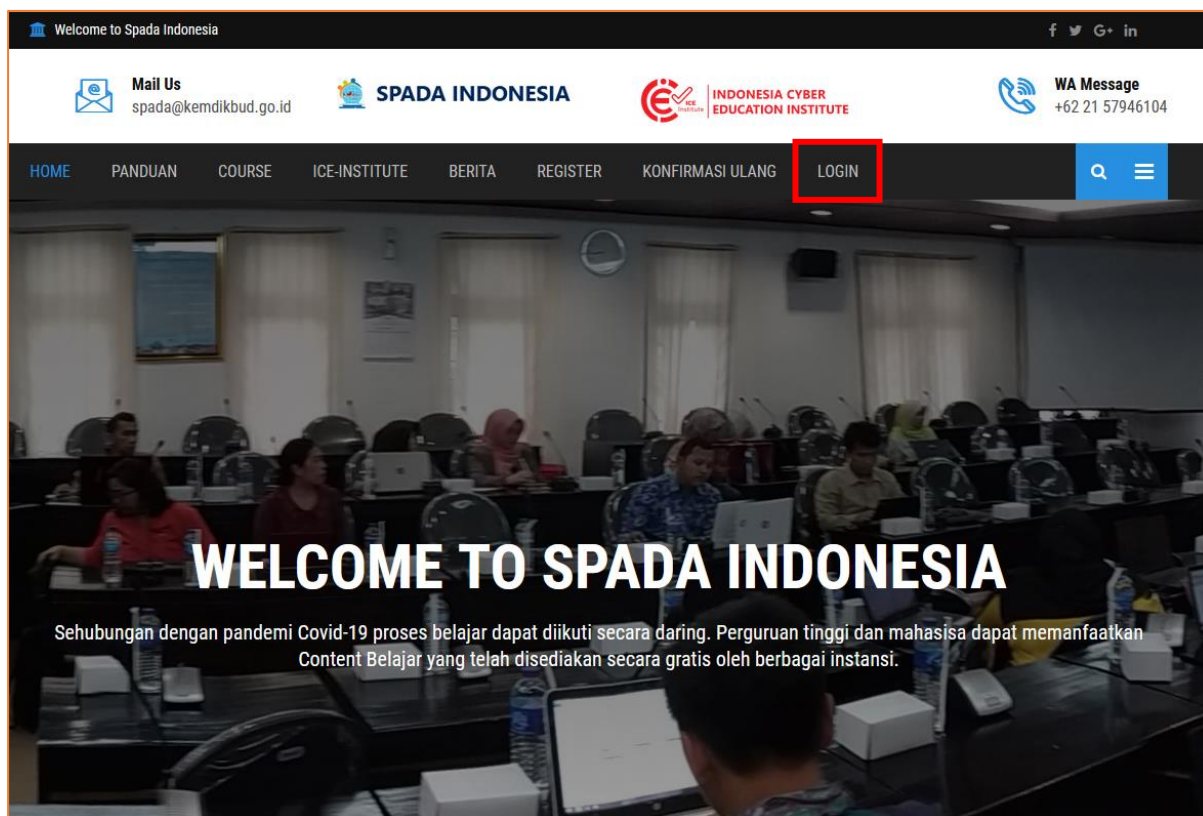 Welcome to Spada Indonesia
f G+ in
Mail Us
spada@kemdikbud.go.id
SPADA INDONESIA
ICE Institute
INDONESIA CYBER
EDUCATION INSTITUTE
WA Message
+62 21 57946104
HOME PANDUAN COURSE ICE-INSTITUTE BERITA REGISTER KONFIRMASI ULANG LOGIN
WELCOME TO SPADA INDONESIA
Sehubungan dengan pandemi Covid-19 proses belajar dapat diikuti secara daring. Perguruan tinggi dan mahasisa dapat memanfaatkan
Content Belajar yang telah disediakan secara gratis oleh berbagai instansi.